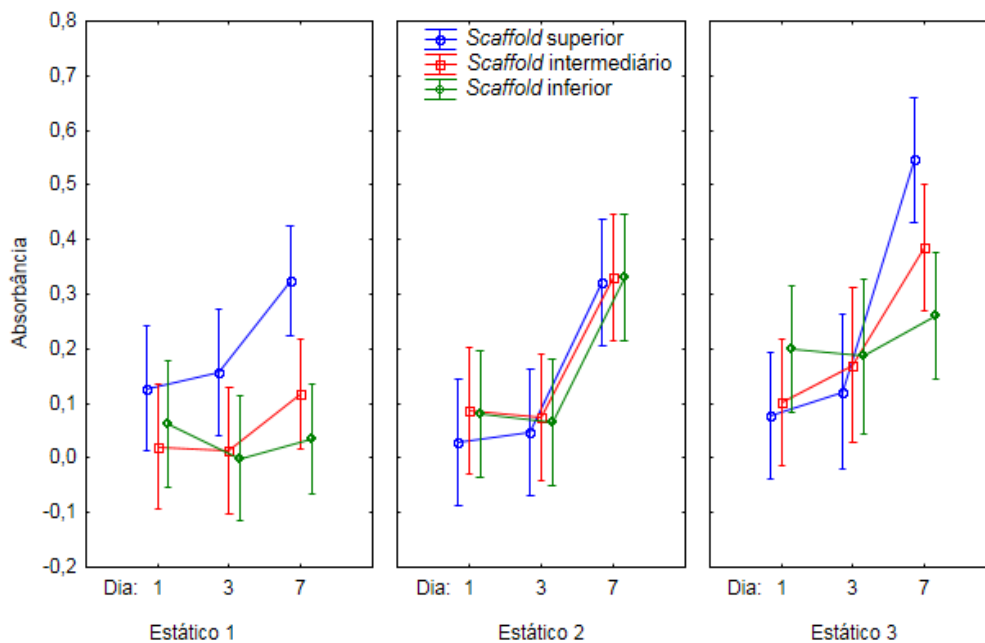 0,8
0,7
0,6
0,5
0,4
0,3
0,2
0,1
0,0
-0,1
-0,2
Absorbância
Scaffold superior
Scaffold intermediário
Scaffold inferior
Dia: 1 3 7
Dia: 1 3 7
Dia: 1 3 7
Estático 1
Estático 2
Estático 3